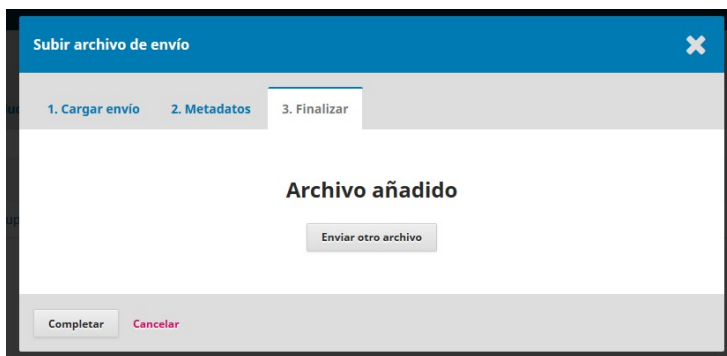 Subir archivo de envío
1. Cargar envío 2. Metadatos 3. Finalizar
Archivo añadido
Enviar otro archivo
Completar Cancelar